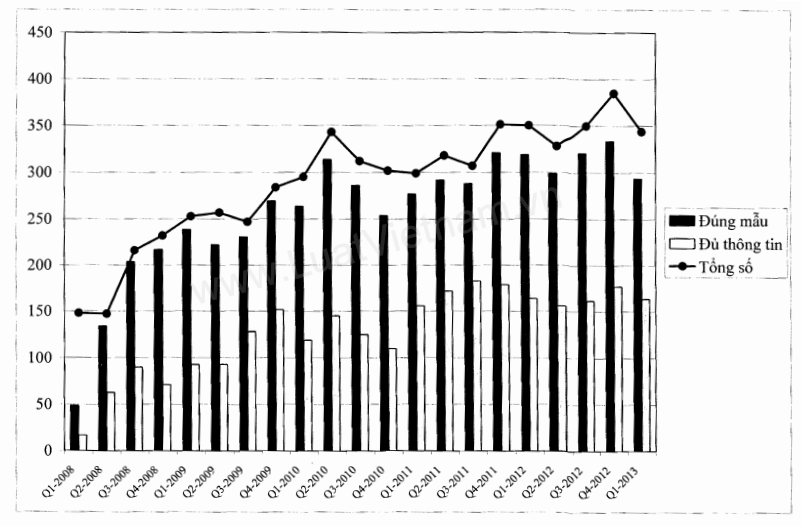 450
400
350
300
250
200
150
100
50
0
Q1-2008
Q2-2008
Q3-2008
Q4-2008
Q1-2009
Q2-2009
Q3-2009
Q4-2009
Q1-2010
Q2-2010
Q3-2010
Q4-2010
Q1-2011
Q2-2011
Q3-2011
Q4-2011
Q1-2012
Q2-2012
Q3-2012
Q4-2012
Q1-2013
Đúng mẫu
Đủ thông tin
Tổng số
www.LuatVietnam.vn